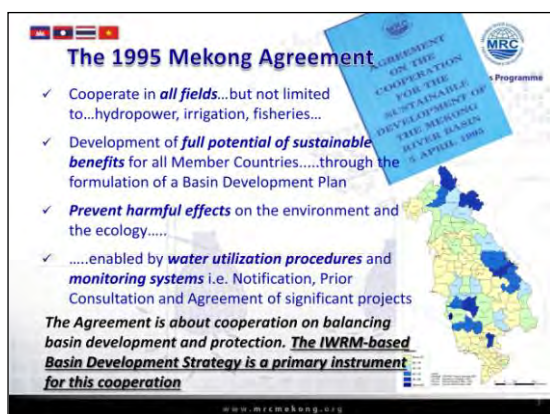 The 1995 Mekong Agreement
MRC
s Programme
AGREEMENT
ON THE
COOPERATION
FOR THE
SUSTAINABLE
DEVELOPMENT OF
THE MEKONG
RIVER BASIN
5 APRIL 1995
✓ Cooperate in all fields...but not limited
to...hydropower, irrigation, fisheries...
✓ Development of full potential of sustainable
benefits for all Member Countries.....through the
formulation of a Basin Development Plan
✓ Prevent harmful effects on the environment and
the ecology.....
✓ .....enabled by water utilization procedures and
monitoring systems i.e. Notification, Prior
Consultation and Agreement of significant projects
The Agreement is about cooperation on balancing
basin development and protection. The IWRM-based
Basin Development Strategy is a primary instrument
for this cooperation
www.mrcmekong.org